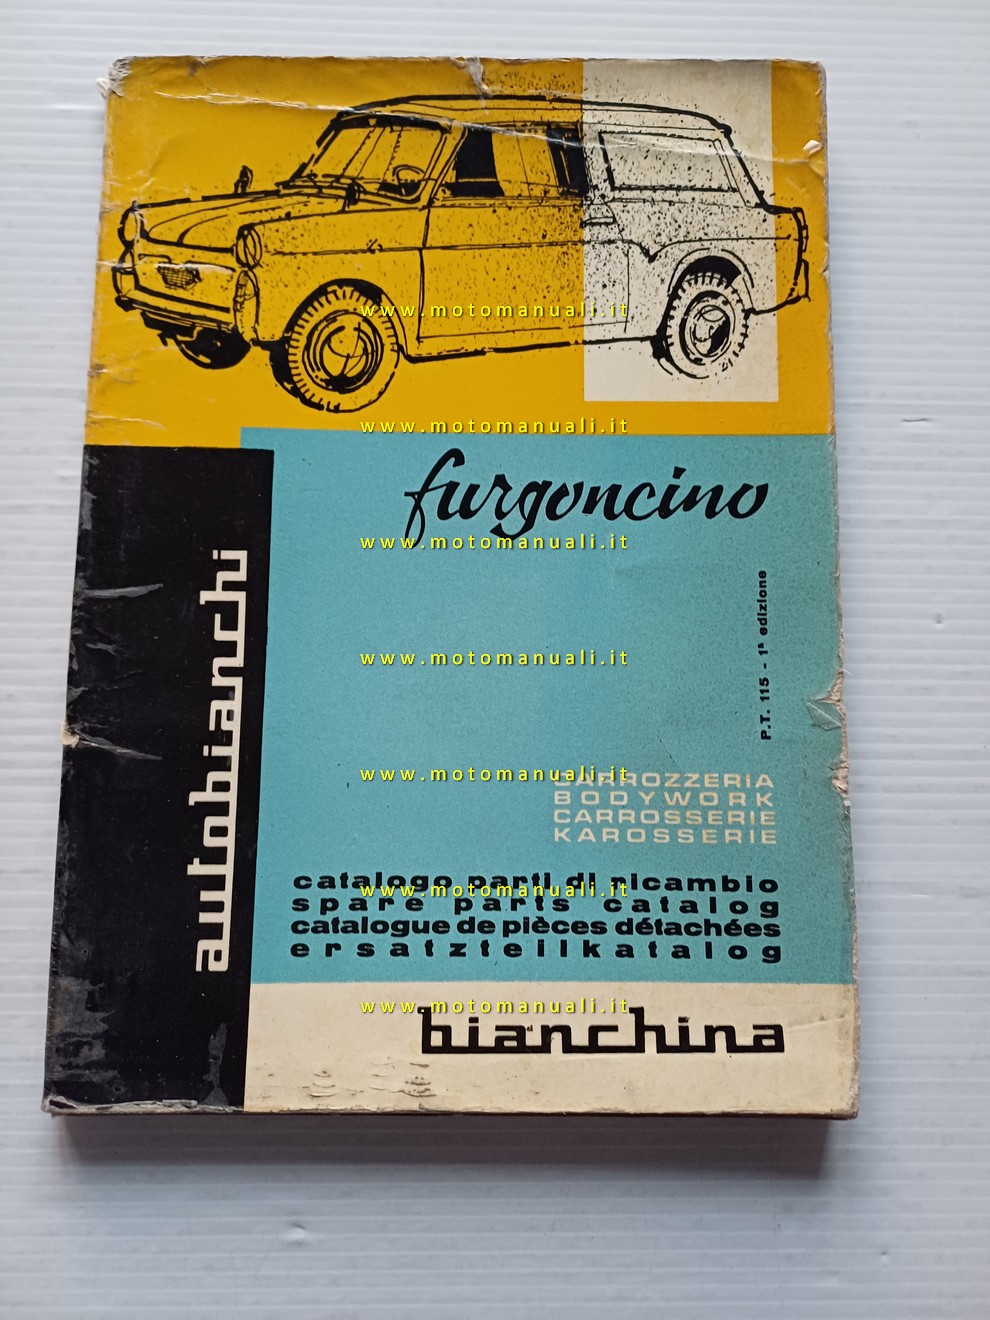 www.motomanuali.it
www.motomanuali.it
furgoncino
www.motomanuali.it
autobianchi
P.T. 115 - 1ª edizione
www.motomanuali.it
www.motomanuali.it
CARROZZERIA
BODYWORK
CARROSSERIE
KAROSSERIE
catalogo parti di ricambio
www.motomanuali.it
spare parts catalog
catalogue de pièces détachées
ersatzteilkatalog
www.motomanuali.it
bianchina